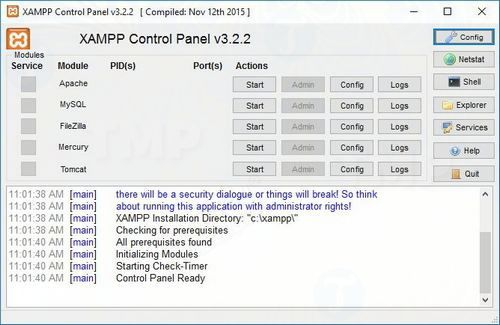 XAMPP Control Panel v3.2.2 [ Compiled: Nov 12th 2015 ]
XAMPP Control Panel v3.2.2
Config
Modules
Service Module PID(s) Port(s) Actions
Netstat
Apache Start Admin Config Logs
Shell
MySQL Start Admin Config Logs
Explorer
FileZilla Start Admin Config Logs
Services
Mercury Start Admin Config Logs
Help
Tomcat Start Admin Config Logs
Quit
11:01:38 AM [main] there will be a security dialogue or things will break! So think
11:01:38 AM [main] about running this application with administrator rights!
11:01:38 AM [main] XAMPP Installation Directory: "c:\xampp\"
11:01:38 AM [main] Checking for prerequisites
11:01:40 AM [main] All prerequisites found
11:01:40 AM [main] Initializing Modules
11:01:40 AM [main] Starting Check-Timer
11:01:40 AM [main] Control Panel Ready